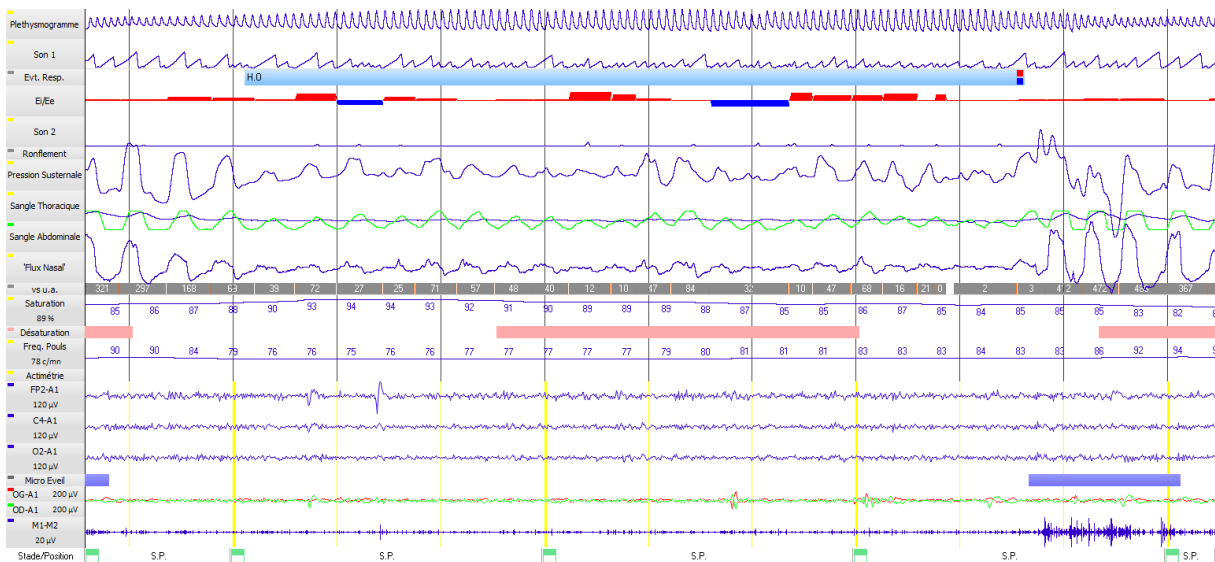 Plethysmogramme
Son 1
Evt. Resp.
H.O
Ei/Ee
Son 2
Ronflement
Pression Susternale
Sangle Thoracique
Sangle Abdominale
'Flux Nasal'
vs u.a. 321 297 168 63 39 72 27 25 71 57 48 40 12 10 47 84 32 10 47 68 16 21 0 2 3 472 367
Saturation
85 86 87 88 90 93 94 94 93 92 91 90 89 89 89 88 87 86 85 85 85 84 85 85 83 82
89 %
Désaturation
Freq. Pouls
90 90 84 79 76 76 75 76 76 77 77 77 77 77 79 80 81 81 81 83 83 84 83 83 86 92 94
78 c/mn
Actimétrie
FP2-A1
120 µV
C4-A1
120 µV
O2-A1
120 µV
Micro Eveil
OG-A1 200 µV
OD-A1 200 µV
M1-M2
20 µV
Stade/Position S.P. S.P. S.P. S.P. S.P.